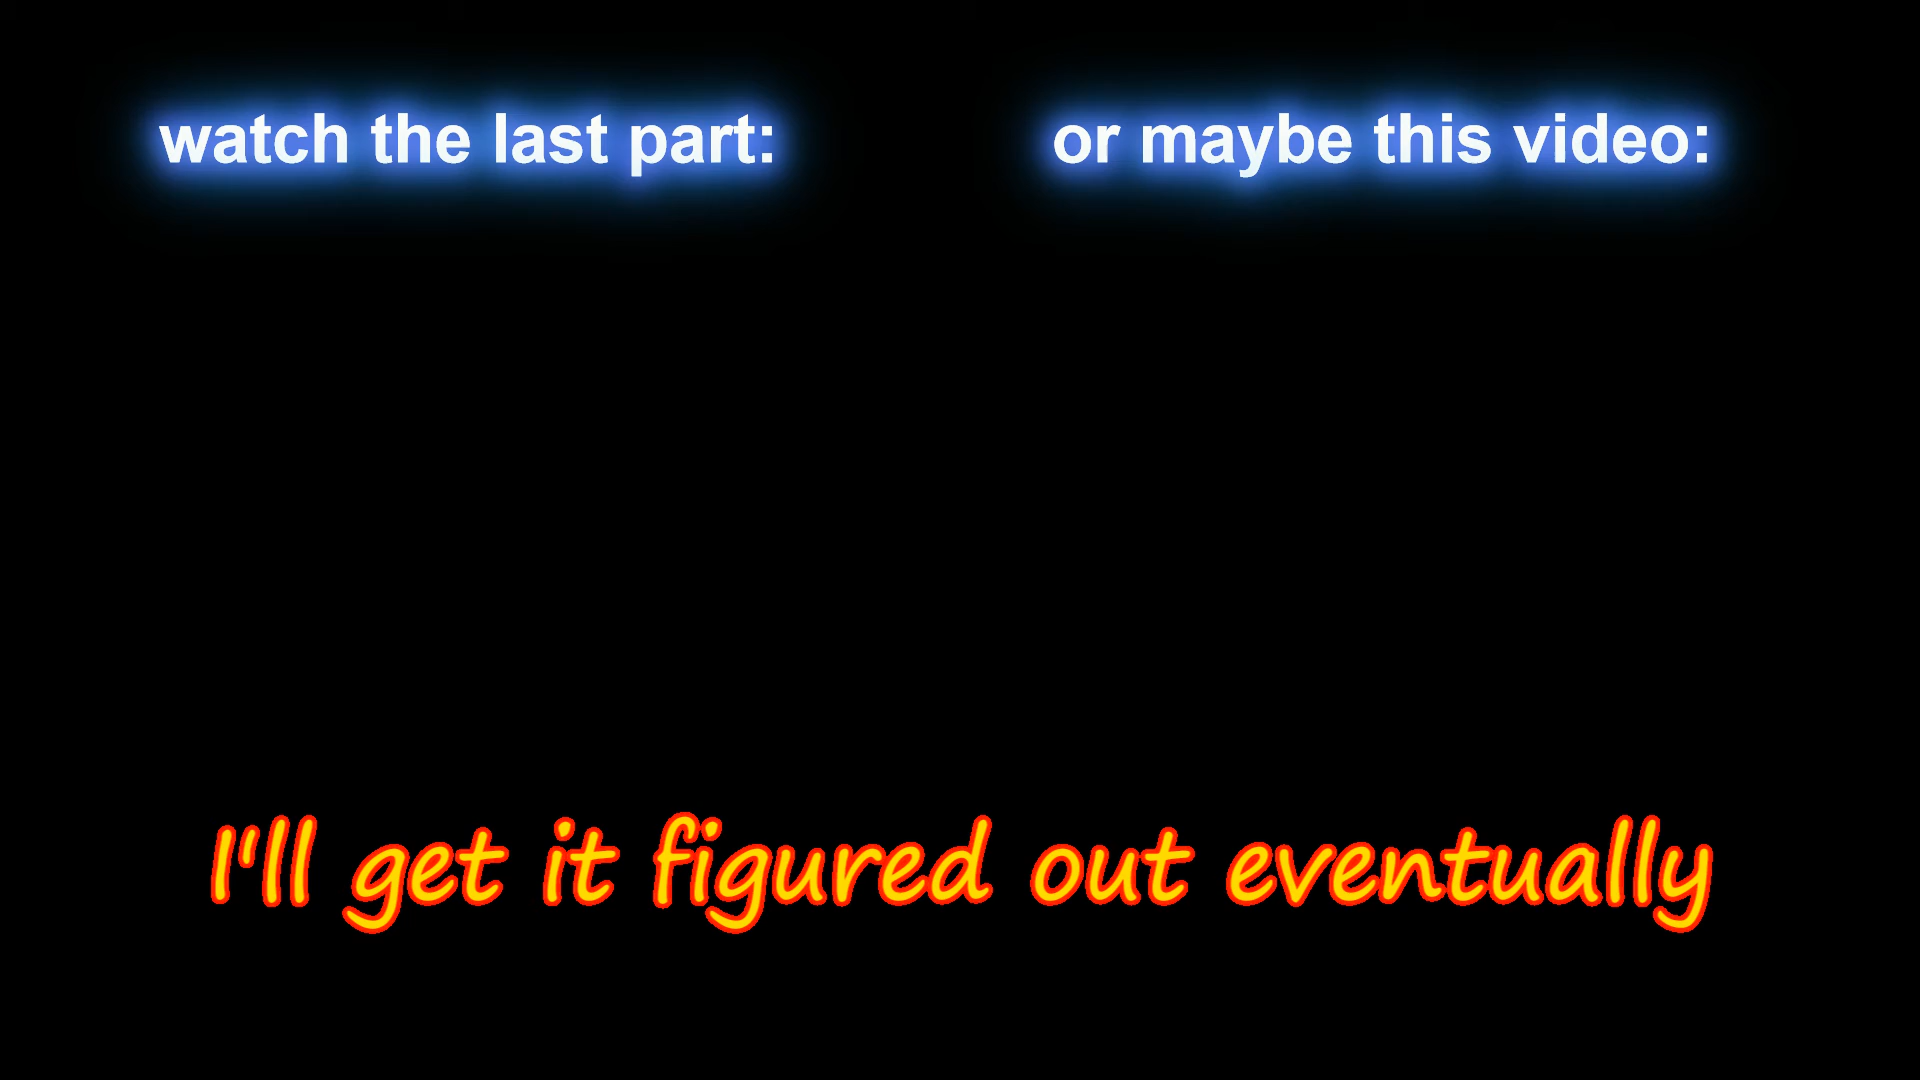 watch the last part:
or maybe this video:
I'll get it figured out eventually